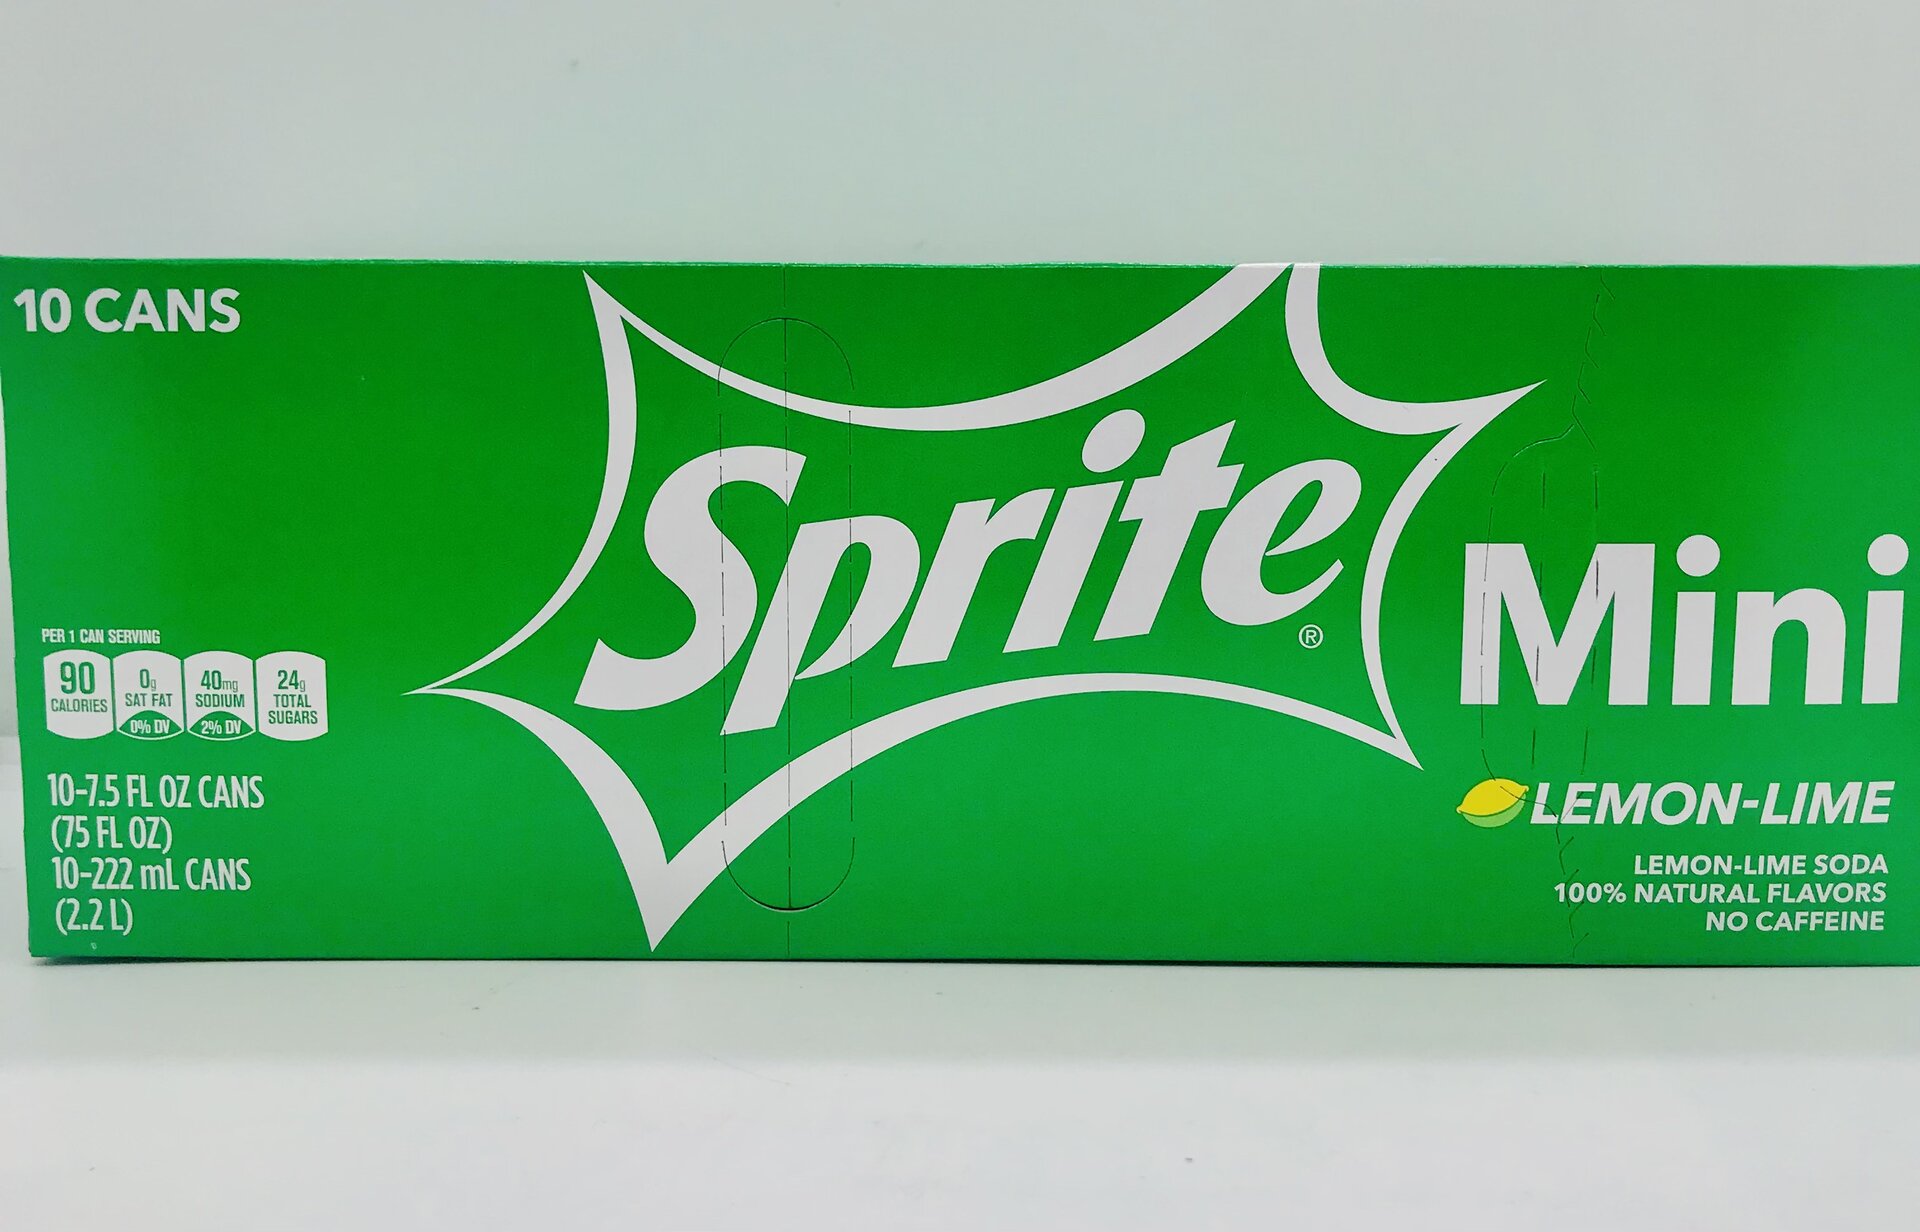 10 CANS
Sprite®
Mini
PER 1 CAN SERVING
90 CALORIES
0g SAT FAT 0% DV
40mg SODIUM 2% DV
24g TOTAL SUGARS
10-7.5 FL OZ CANS
(75 FL OZ)
10-222 mL CANS
(2.2 L)
LEMON-LIME
LEMON-LIME SODA
100% NATURAL FLAVORS
NO CAFFEINE